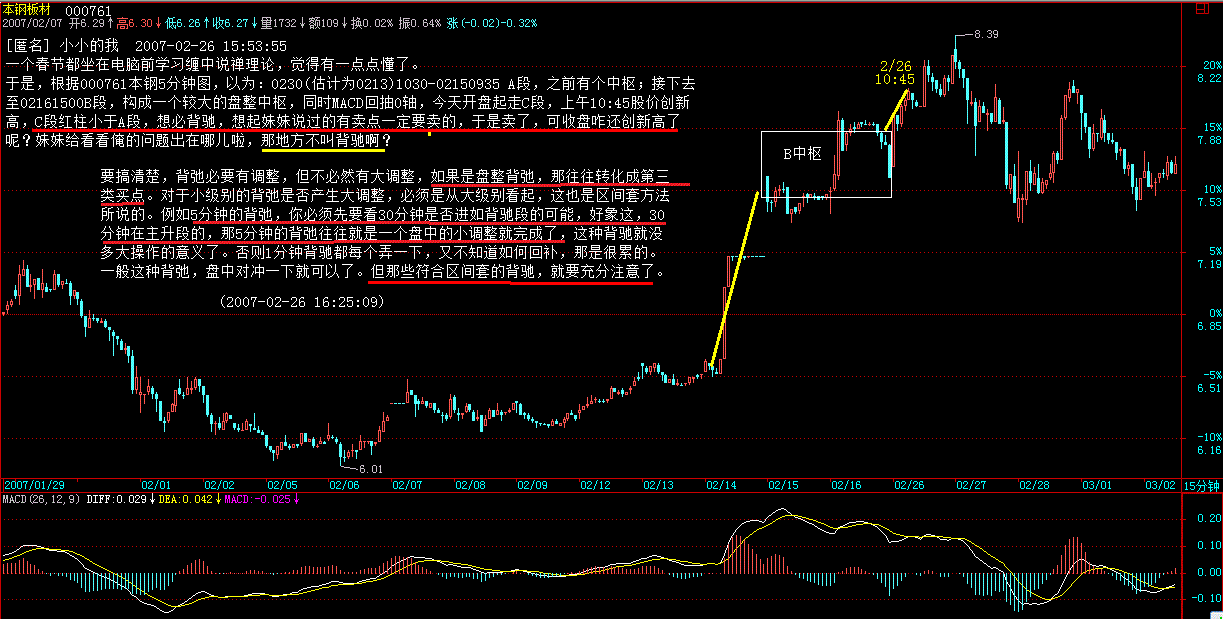 本钢板材 000761
2007/02/07 开6.29↑高6.30↓低6.26↑收6.27↓量1732↓额109↓换0.02% 振0.64% 涨(-0.02)-0.32%
[匿名] 小小的我 2007-02-26 15:53:55
一个春节都坐在电脑前学习缠中说禅理论，觉得有一点点懂了。
于是，根据000761本钢5分钟图，以为：0230(估计为0213)1030-02150935 A段，之前有个中枢；接下去
至02161500B段，构成一个较大的盘整中枢，同时MACD回抽0轴，今天开盘起走C段，上午10:45股价创新
高，C段红柱小于A段，想必背驰，想起妹妹说过的有卖点一定要卖的，于是卖了，可收盘咋还创新高了
呢？妹妹给看看俺的问题出在哪儿啦，那地方不叫背驰啊？
要搞清楚，背弛必要有调整，但不必然有大调整，如果是盘整背弛，那往往转化成第三
类买点。对于小级别的背弛是否产生大调整，必须是从大级别看起，这也是区间套方法
所说的。例如5分钟的背弛，你必须先要看30分钟是否进如背弛段的可能，好象这，30
分钟在主升段的，那5分钟的背弛往往就是一个盘中的小调整就完成了，这种背弛就没
多大操作的意义了。否则1分钟背弛都每个弄一下，又不知道如何回补，那是很累的。
一般这种背弛，盘中对冲一下就可以了。但那些符合区间套的背弛，就要充分注意了。
(2007-02-26 16:25:09)
8.39
2/26
10:45
B中枢
6.01
20%
8.22
15%
7.88
10%
7.53
5%
7.19
0%
6.85
-5%
6.51
-10%
6.16
2007/01/29 02/01 02/02 02/05 02/06 02/07 02/08 02/09 02/12 02/13 02/14 02/15 02/16 02/26 02/27 02/28 03/01 03/02 15分钟
MACD(26,12,9) DIFF:0.029↓DEA:0.042↓MACD:-0.025↓
0.20
0.10
0.00
-0.10